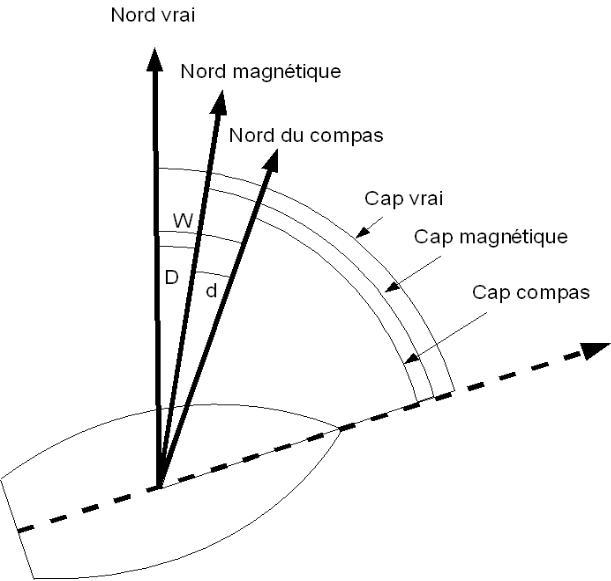 Nord vrai
Nord magnétique
Nord du compas
Cap vrai
W
Cap magnétique
D
d
Cap compas